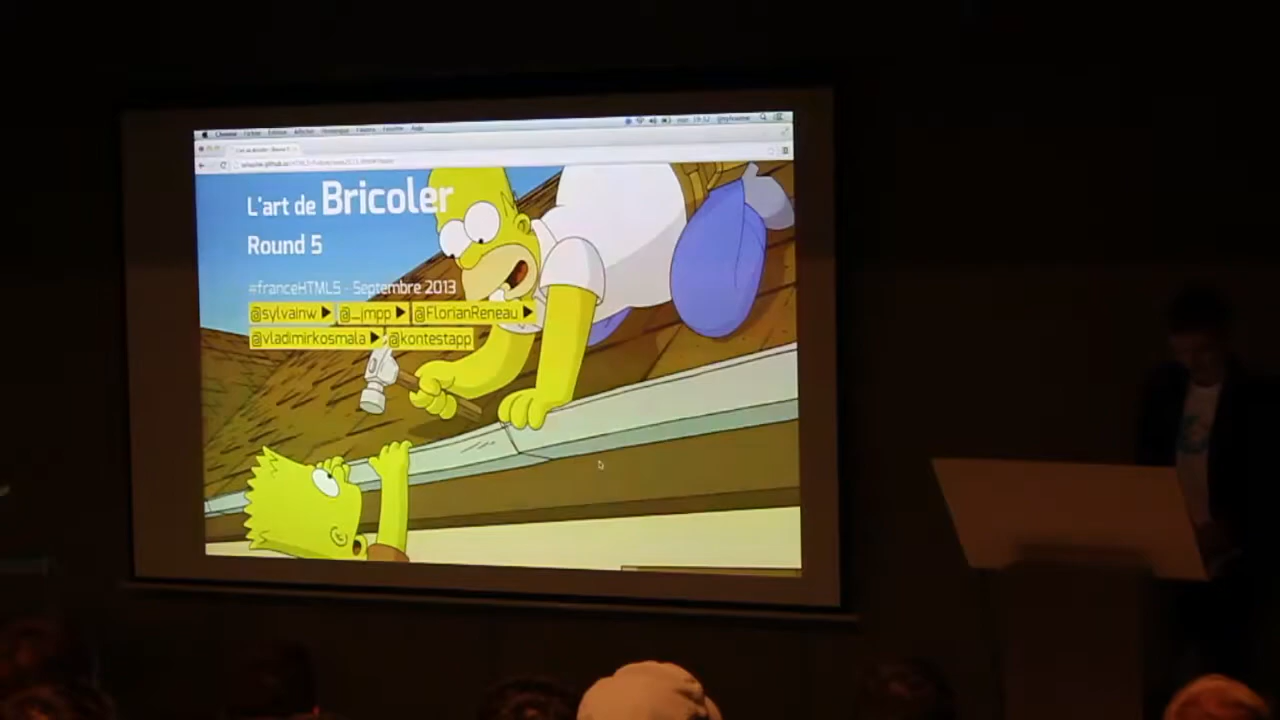 L'art de Bricoler
Round 5
#franceHTML5 - Septembre 2013
@sylvainw @_jmpp @FlorianReneau
@vladimirkosmala @kontestapp